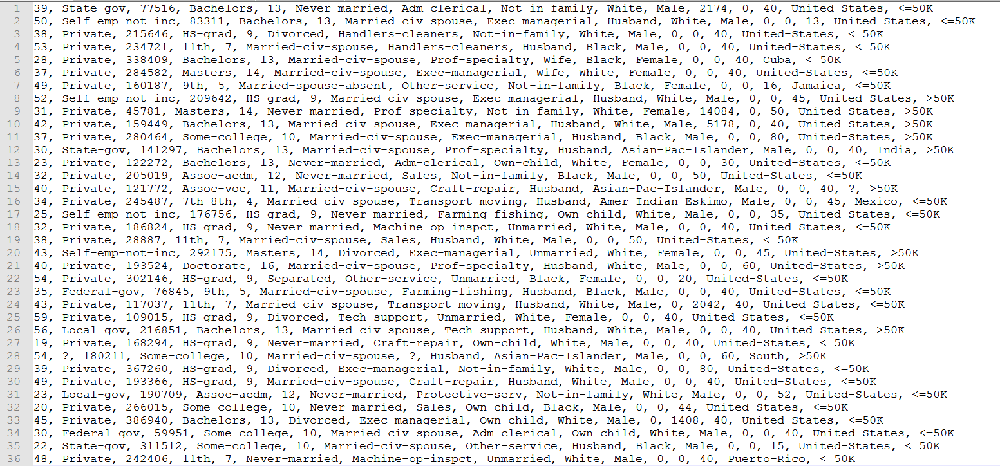 1 39, State-gov, 77516, Bachelors, 13, Never-married, Adm-clerical, Not-in-family, White, Male, 2174, 0, 40, United-States, <=50K
2 50, Self-emp-not-inc, 83311, Bachelors, 13, Married-civ-spouse, Exec-managerial, Husband, White, Male, 0, 0, 13, United-States, <=50K
3 38, Private, 215646, HS-grad, 9, Divorced, Handlers-cleaners, Not-in-family, White, Male, 0, 0, 40, United-States, <=50K
4 53, Private, 234721, 11th, 7, Married-civ-spouse, Handlers-cleaners, Husband, Black, Male, 0, 0, 40, United-States, <=50K
5 28, Private, 338409, Bachelors, 13, Married-civ-spouse, Prof-specialty, Wife, Black, Female, 0, 0, 40, Cuba, <=50K
6 37, Private, 284582, Masters, 14, Married-civ-spouse, Exec-managerial, Wife, White, Female, 0, 0, 40, United-States, <=50K
7 49, Private, 160187, 9th, 5, Married-spouse-absent, Other-service, Not-in-family, Black, Female, 0, 0, 16, Jamaica, <=50K
8 52, Self-emp-not-inc, 209642, HS-grad, 9, Married-civ-spouse, Exec-managerial, Husband, White, Male, 0, 0, 45, United-States, >50K
9 31, Private, 45781, Masters, 14, Never-married, Prof-specialty, Not-in-family, White, Female, 14084, 0, 50, United-States, >50K
10 42, Private, 159449, Bachelors, 13, Married-civ-spouse, Exec-managerial, Husband, White, Male, 5178, 0, 40, United-States, >50K
11 37, Private, 280464, Some-college, 10, Married-civ-spouse, Exec-managerial, Husband, Black, Male, 0, 0, 80, United-States, >50K
12 30, State-gov, 141297, Bachelors, 13, Married-civ-spouse, Prof-specialty, Husband, Asian-Pac-Islander, Male, 0, 0, 40, India, >50K
13 23, Private, 122272, Bachelors, 13, Never-married, Adm-clerical, Own-child, White, Female, 0, 0, 30, United-States, <=50K
14 32, Private, 205019, Assoc-acdm, 12, Never-married, Sales, Not-in-family, Black, Male, 0, 0, 50, United-States, <=50K
15 40, Private, 121772, Assoc-voc, 11, Married-civ-spouse, Craft-repair, Husband, Asian-Pac-Islander, Male, 0, 0, 40, ?, >50K
16 34, Private, 245487, 7th-8th, 4, Married-civ-spouse, Transport-moving, Husband, Amer-Indian-Eskimo, Male, 0, 0, 45, Mexico, <=50K
17 25, Self-emp-not-inc, 176756, HS-grad, 9, Never-married, Farming-fishing, Own-child, White, Male, 0, 0, 35, United-States, <=50K
18 32, Private, 186824, HS-grad, 9, Never-married, Machine-op-inspct, Unmarried, White, Male, 0, 0, 40, United-States, <=50K
19 38, Private, 28887, 11th, 7, Married-civ-spouse, Sales, Husband, White, Male, 0, 0, 50, United-States, <=50K
20 43, Self-emp-not-inc, 292175, Masters, 14, Divorced, Exec-managerial, Unmarried, White, Female, 0, 0, 45, United-States, >50K
21 40, Private, 193524, Doctorate, 16, Married-civ-spouse, Prof-specialty, Husband, White, Male, 0, 0, 60, United-States, >50K
22 54, Private, 302146, HS-grad, 9, Separated, Other-service, Unmarried, Black, Female, 0, 0, 20, United-States, <=50K
23 35, Federal-gov, 76845, 9th, 5, Married-civ-spouse, Farming-fishing, Husband, Black, Male, 0, 0, 40, United-States, <=50K
24 43, Private, 117037, 11th, 7, Married-civ-spouse, Transport-moving, Husband, White, Male, 0, 2042, 40, United-States, <=50K
25 59, Private, 109015, HS-grad, 9, Divorced, Tech-support, Unmarried, White, Female, 0, 0, 40, United-States, <=50K
26 56, Local-gov, 216851, Bachelors, 13, Married-civ-spouse, Tech-support, Husband, White, Male, 0, 0, 40, United-States, >50K
27 19, Private, 168294, HS-grad, 9, Never-married, Craft-repair, Own-child, White, Male, 0, 0, 40, United-States, <=50K
28 54, ?, 180211, Some-college, 10, Married-civ-spouse, ?, Husband, Asian-Pac-Islander, Male, 0, 0, 60, South, >50K
29 39, Private, 367260, HS-grad, 9, Divorced, Exec-managerial, Not-in-family, White, Male, 0, 0, 80, United-States, <=50K
30 49, Private, 193366, HS-grad, 9, Married-civ-spouse, Craft-repair, Husband, White, Male, 0, 0, 40, United-States, <=50K
31 23, Local-gov, 190709, Assoc-acdm, 12, Never-married, Protective-serv, Not-in-family, White, Male, 0, 0, 52, United-States, <=50K
32 20, Private, 266015, Some-college, 10, Never-married, Sales, Own-child, Black, Male, 0, 0, 44, United-States, <=50K
33 45, Private, 386940, Bachelors, 13, Divorced, Exec-managerial, Own-child, White, Male, 0, 1408, 40, United-States, <=50K
34 30, Federal-gov, 59951, Some-college, 10, Married-civ-spouse, Adm-clerical, Own-child, White, Male, 0, 0, 40, United-States, <=50K
35 22, State-gov, 311512, Some-college, 10, Married-civ-spouse, Other-service, Husband, Black, Male, 0, 0, 15, United-States, <=50K
36 48, Private, 242406, 11th, 7, Never-married, Machine-op-inspct, Unmarried, White, Male, 0, 0, 40, Puerto-Rico, <=50K